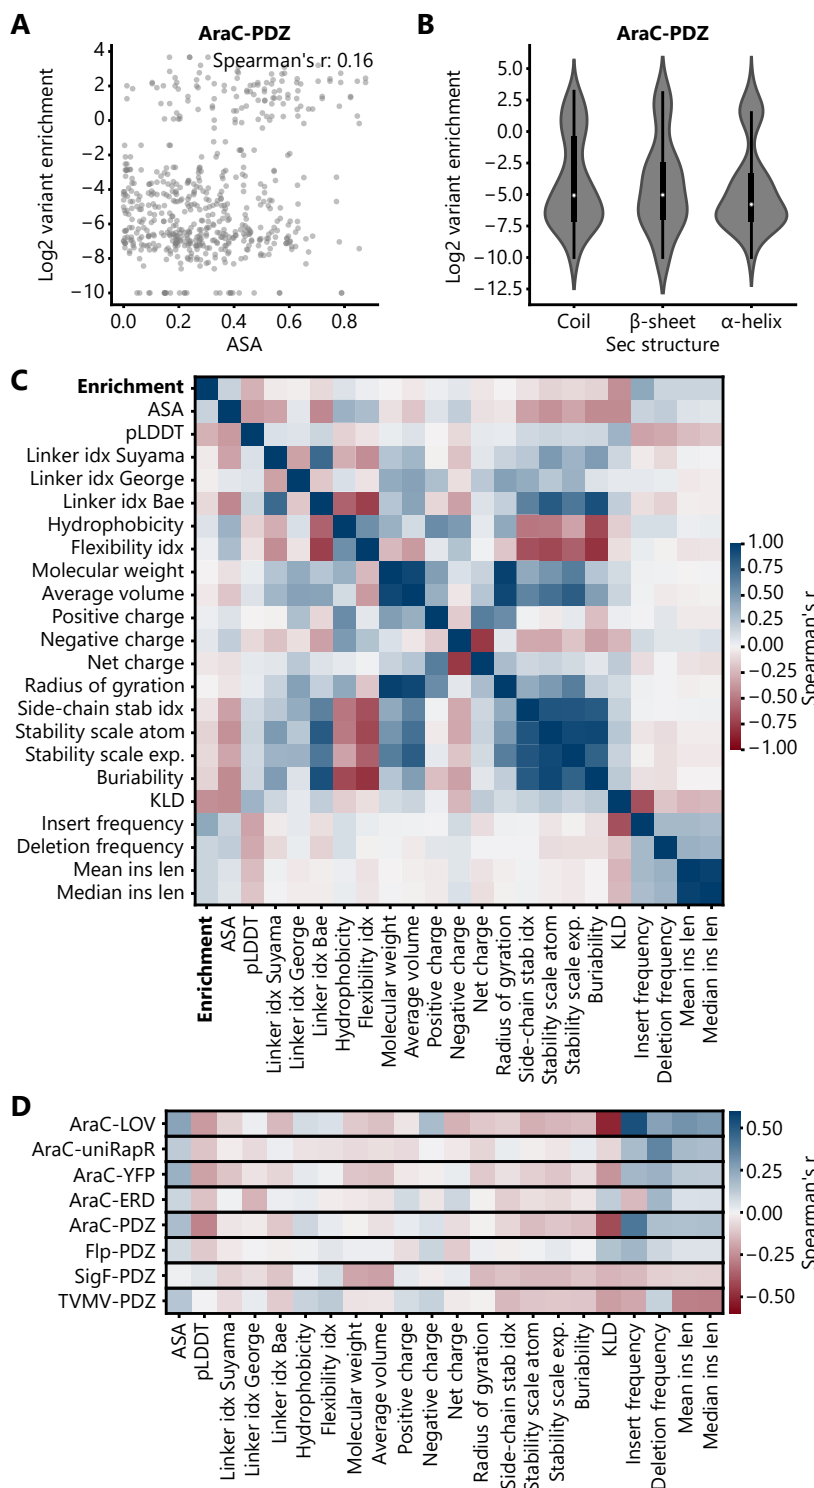 A
AraC-PDZ
Spearman's r: 0.16
Log2 variant enrichment
4
2
0
−2
−4
−6
−8
−10
0.0 0.2 0.4 0.6 0.8
ASA
B
AraC-PDZ
Log2 variant enrichment
5.0
2.5
0.0
−2.5
−5.0
−7.5
−10.0
−12.5
Coil β-sheet α-helix
Sec structure
C
Enrichment
ASA
pLDDT
Linker idx Suyama
Linker idx George
Linker idx Bae
Hydrophobicity
Flexibility idx
Molecular weight
Average volume
Positive charge
Negative charge
Net charge
Radius of gyration
Side-chain stab idx
Stability scale atom
Stability scale exp.
Buriability
KLD
Insert frequency
Deletion frequency
Mean ins len
Median ins len
Enrichment
ASA
pLDDT
Linker idx Suyama
Linker idx George
Linker idx Bae
Hydrophobicity
Flexibility idx
Molecular weight
Average volume
Positive charge
Negative charge
Net charge
Radius of gyration
Side-chain stab idx
Stability scale atom
Stability scale exp.
Buriability
KLD
Insert frequency
Deletion frequency
Mean ins len
Median ins len
1.00
0.75
0.50
0.25
0.00
−0.25
−0.50
−0.75
−1.00
Spearman's r
D
AraC-LOV
AraC-uniRapR
AraC-YFP
AraC-ERD
AraC-PDZ
Flp-PDZ
SigF-PDZ
TVMV-PDZ
ASA
pLDDT
Linker idx Suyama
Linker idx George
Linker idx Bae
Hydrophobicity
Flexibility idx
Molecular weight
Average volume
Positive charge
Negative charge
Net charge
Radius of gyration
Side-chain stab idx
Stability scale atom
Stability scale exp.
Buriability
KLD
Insert frequency
Deletion frequency
Mean ins len
Median ins len
0.50
0.25
0.00
−0.25
−0.50
Spearman's r